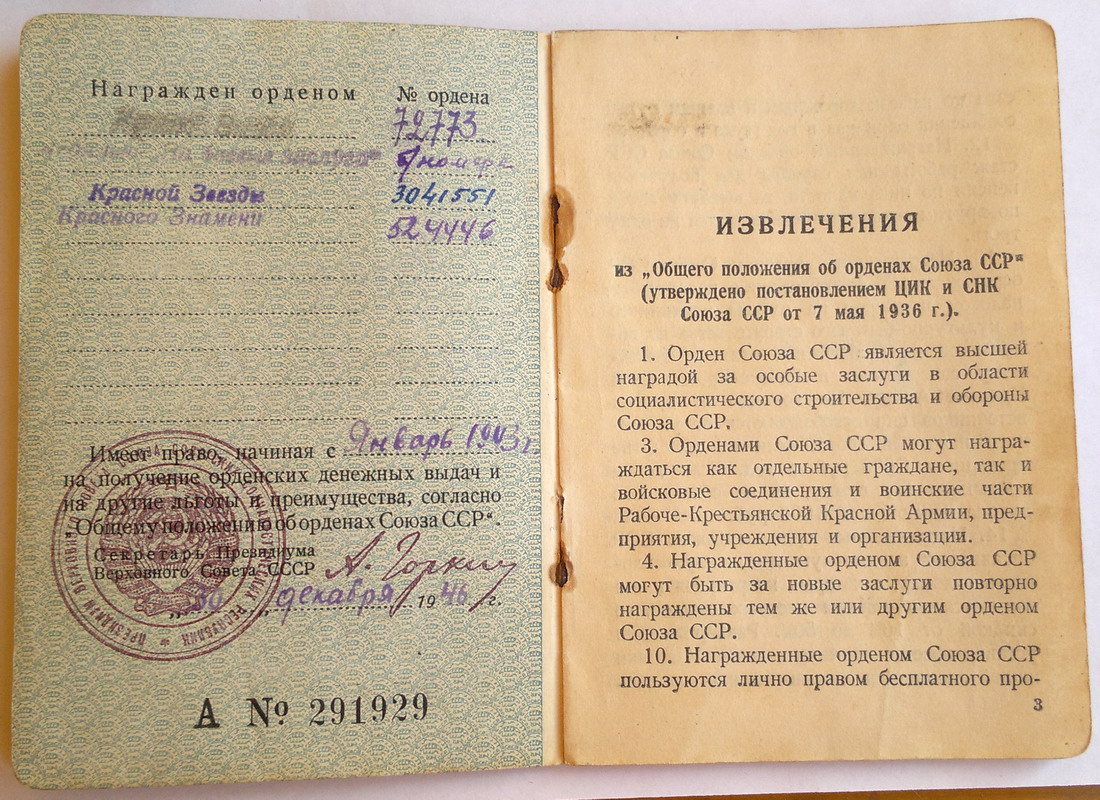 Награжден орденом
№ ордена
72773
б/номера
Красной Звезды
3041551
Красного Знамени
524446
Имеет право, начиная с Январь 1943г.
на получение орденских денежных выдач и
на другие льготы и преимущества, согласно
„Общему положению об орденах Союза ССР“.
Секретарь Президиума
Верховного Совета СССР А. Горкин
„30“ декабря 1946 г.
А № 291929
ИЗВЛЕЧЕНИЯ
из „Общего положения об орденах Союза ССР“
(утверждено постановлением ЦИК и СНК
Союза ССР от 7 мая 1936 г.).
1. Орден Союза ССР является высшей
наградой за особые заслуги в области
социалистического строительства и обороны
Союза ССР.
3. Орденами Союза ССР могут награ-
ждаться как отдельные граждане, так и
войсковые соединения и воинские части
Рабоче-Крестьянской Красной Армии, пред-
приятия, учреждения и организации.
4. Награжденные орденом Союза ССР
могут быть за новые заслуги повторно
награждены тем же или другим орденом
Союза ССР.
10. Награжденные орденом Союза ССР
пользуются лично правом бесплатного про-
3